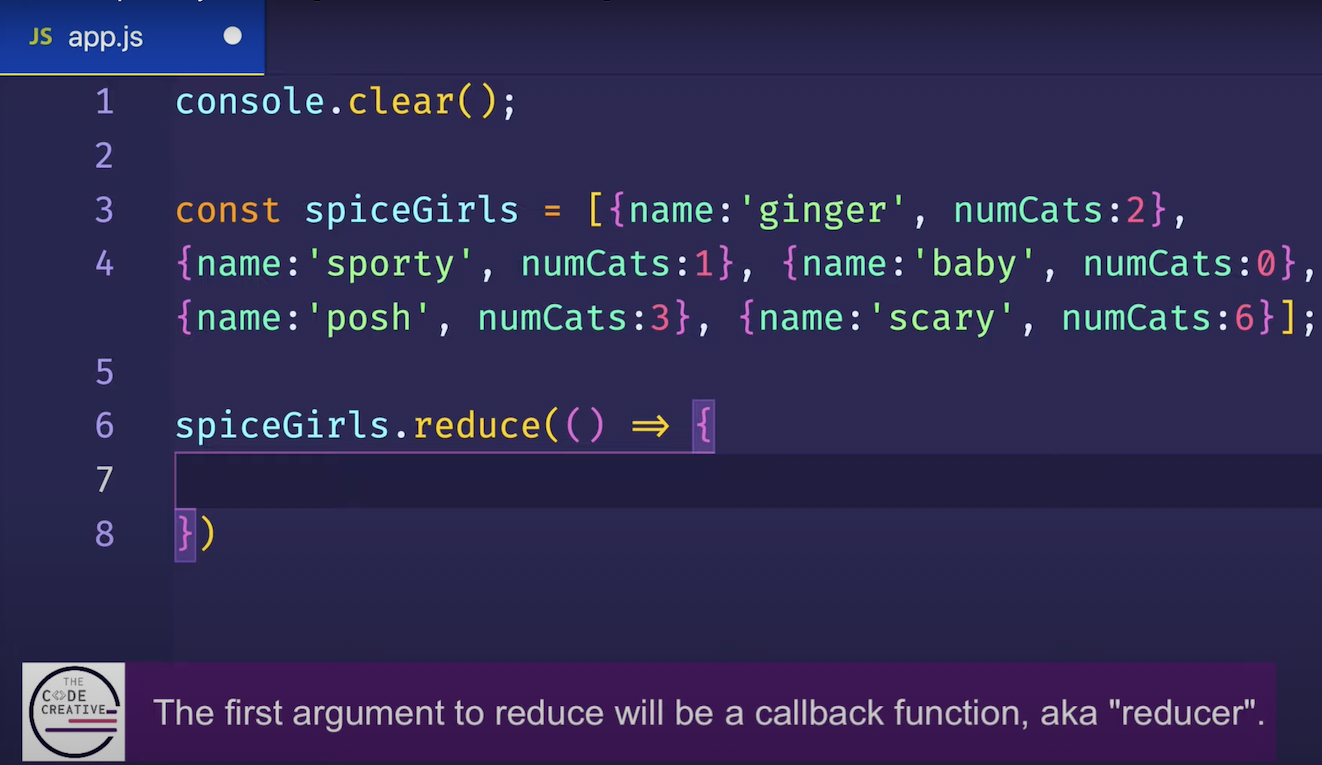 JS app.js
1 console.clear();
2
3 const spiceGirls = [{name:'ginger', numCats:2},
4 {name:'sporty', numCats:1}, {name:'baby', numCats:0},
{name:'posh', numCats:3}, {name:'scary', numCats:6}];
5
6 spiceGirls.reduce(() => {
7
8 })
THE
C<>DE
CREATIVE
The first argument to reduce will be a callback function, aka "reducer".